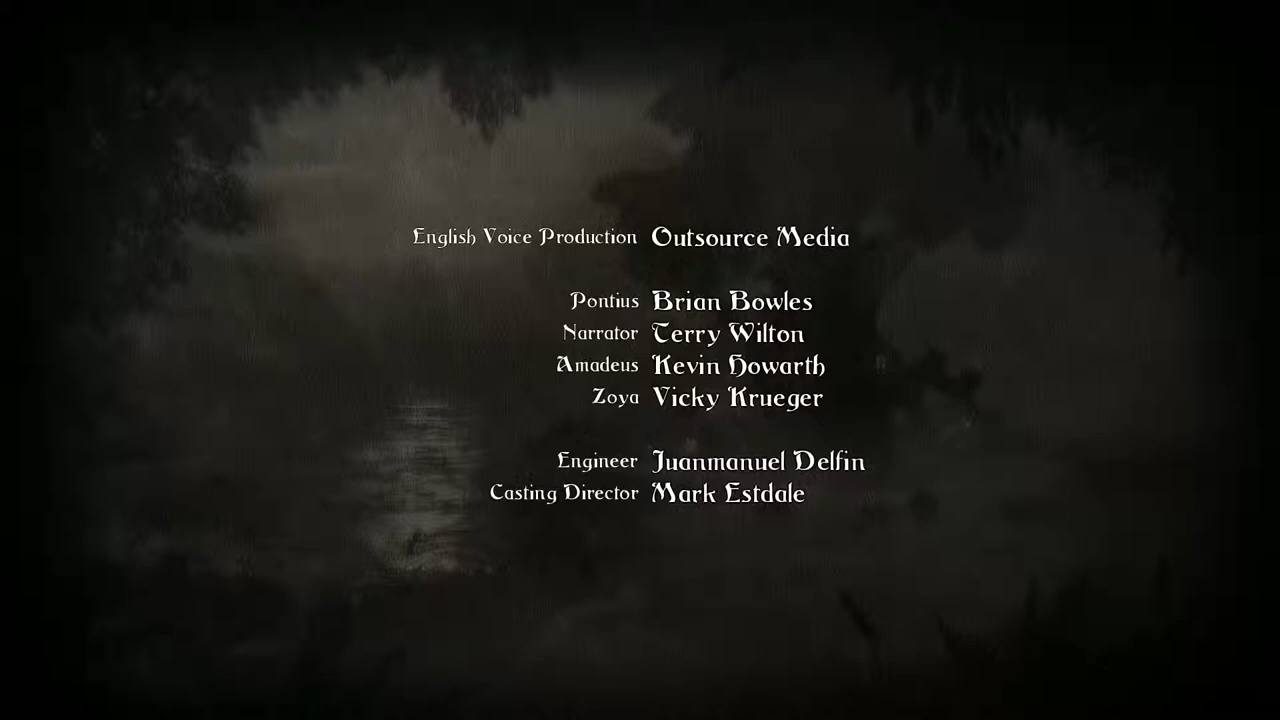 English Voice Production Outsource Media
Pontius Brian Bowles
Narrator Terry Wilton
Amadeus Kevin Howarth
Zoya Vicky Krueger
Engineer Juanmanuel Delfin
Casting Director Mark Estdale